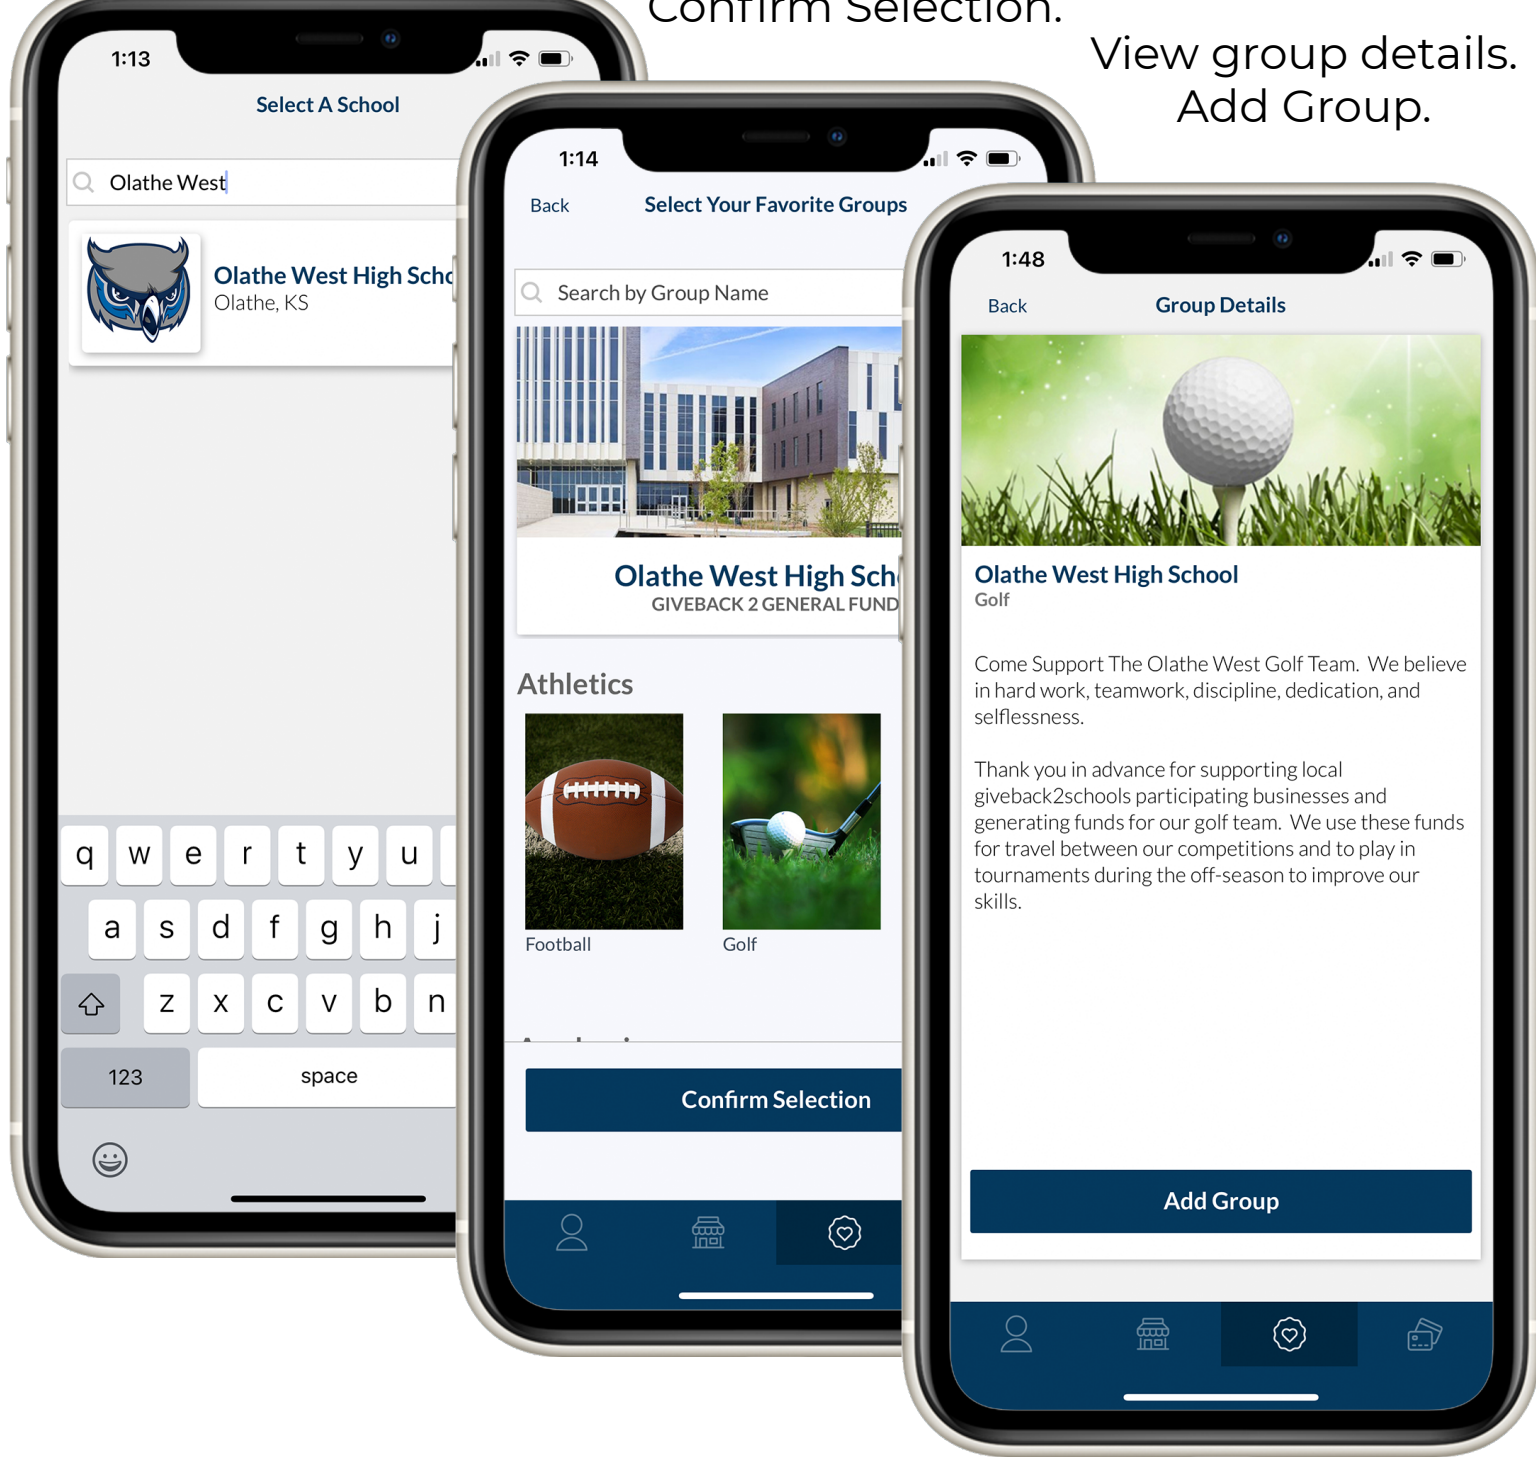 Confirm Selection.
View group details.
Add Group.
1:13
Select A School
Olathe West
Olathe West High Scho
Olathe, KS
q w e r t y u
a s d f g h j
z x c v b n
123 space
1:14
Back Select Your Favorite Groups
Search by Group Name
Olathe West High Sch
GIVEBACK 2 GENERAL FUND
Athletics
Football Golf
Confirm Selection
1:48
Back Group Details
Olathe West High School
Golf
Come Support The Olathe West Golf Team. We believe
in hard work, teamwork, discipline, dedication, and
selflessness.
Thank you in advance for supporting local
giveback2schools participating businesses and
generating funds for our golf team. We use these funds
for travel between our competitions and to play in
tournaments during the off-season to improve our
skills.
Add Group